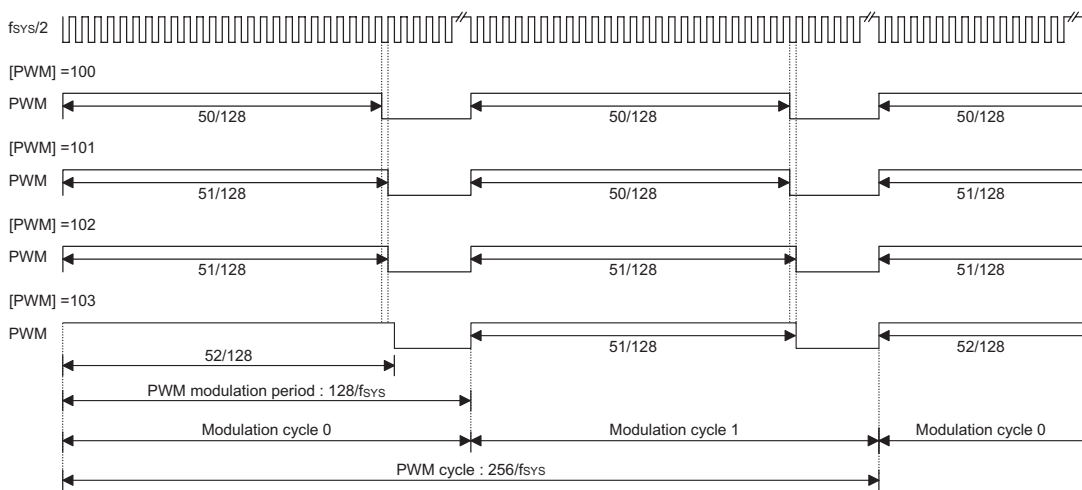 fSYS/2
[PWM] =100
PWM
50/128 50/128 50/128
[PWM] =101
PWM
51/128 50/128 51/128
[PWM] =102
PWM
51/128 51/128 51/128
[PWM] =103
PWM
52/128 51/128 52/128
PWM modulation period : 128/fSYS
Modulation cycle 0 Modulation cycle 1 Modulation cycle 0
PWM cycle : 256/fSYS